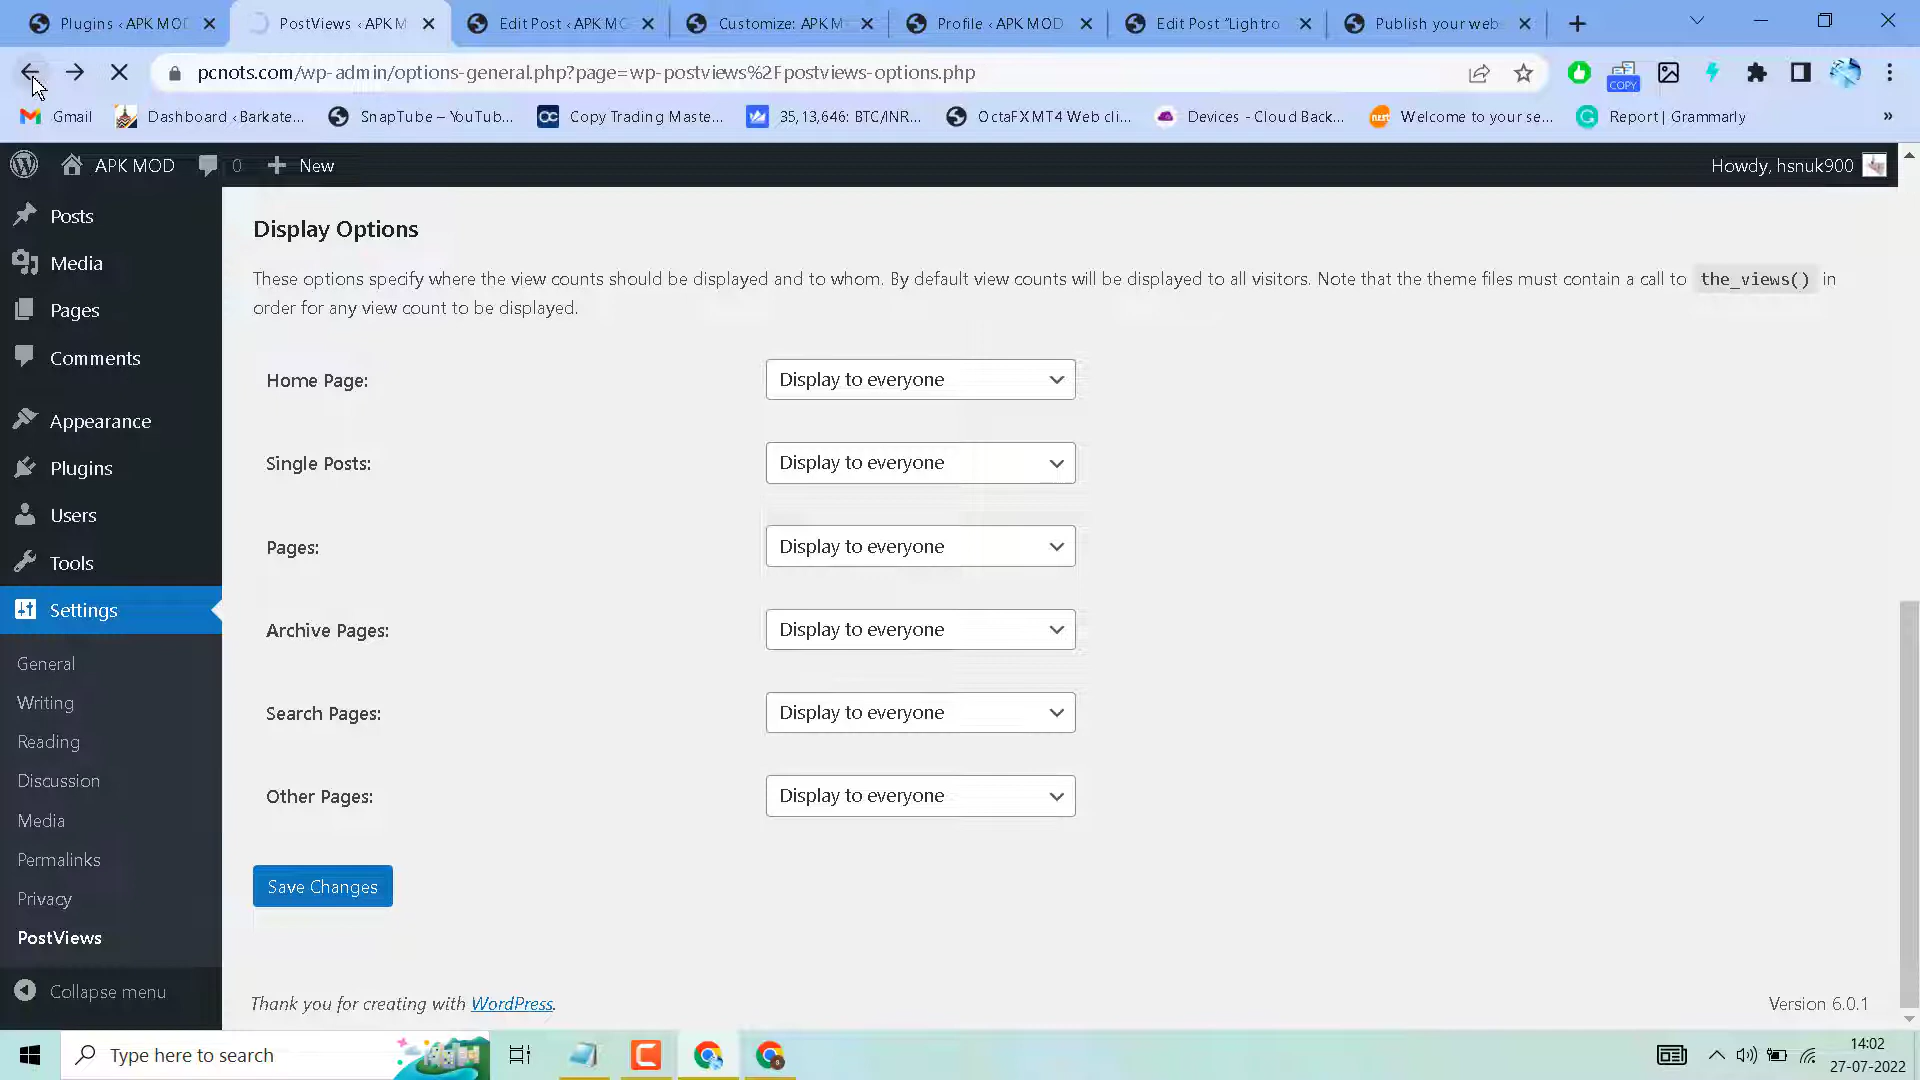 Plugins ‹ APK MOD
PostViews ‹ APK M
Edit Post ‹ APK MO
Customize: APK M
Profile ‹ APK MOD
Edit Post “Lightro
Publish your web
pcnots.com/wp-admin/options-general.php?page=wp-postviews%2Fpostviews-options.php
COPY
Gmail
Dashboard ‹ Barkate...
SnapTube – YouTub...
Copy Trading Maste...
35,13,646: BTC/INR...
OctaFX MT4 Web cli...
Devices - Cloud Back...
Welcome to your se...
Report | Grammarly
»
APK MOD
0
New
Howdy, hsnuk900
Posts
Media
Pages
Comments
Appearance
Plugins
Users
Tools
Settings
General
Writing
Reading
Discussion
Media
Permalinks
Privacy
PostViews
Collapse menu
Display Options
These options specify where the view counts should be displayed and to whom. By default view counts will be displayed to all visitors. Note that the theme files must contain a call to the_views() in
order for any view count to be displayed.
Home Page:
Display to everyone
Single Posts:
Display to everyone
Pages:
Display to everyone
Archive Pages:
Display to everyone
Search Pages:
Display to everyone
Other Pages:
Display to everyone
Save Changes
Thank you for creating with WordPress.
Version 6.0.1
Type here to search
14:02
27-07-2022